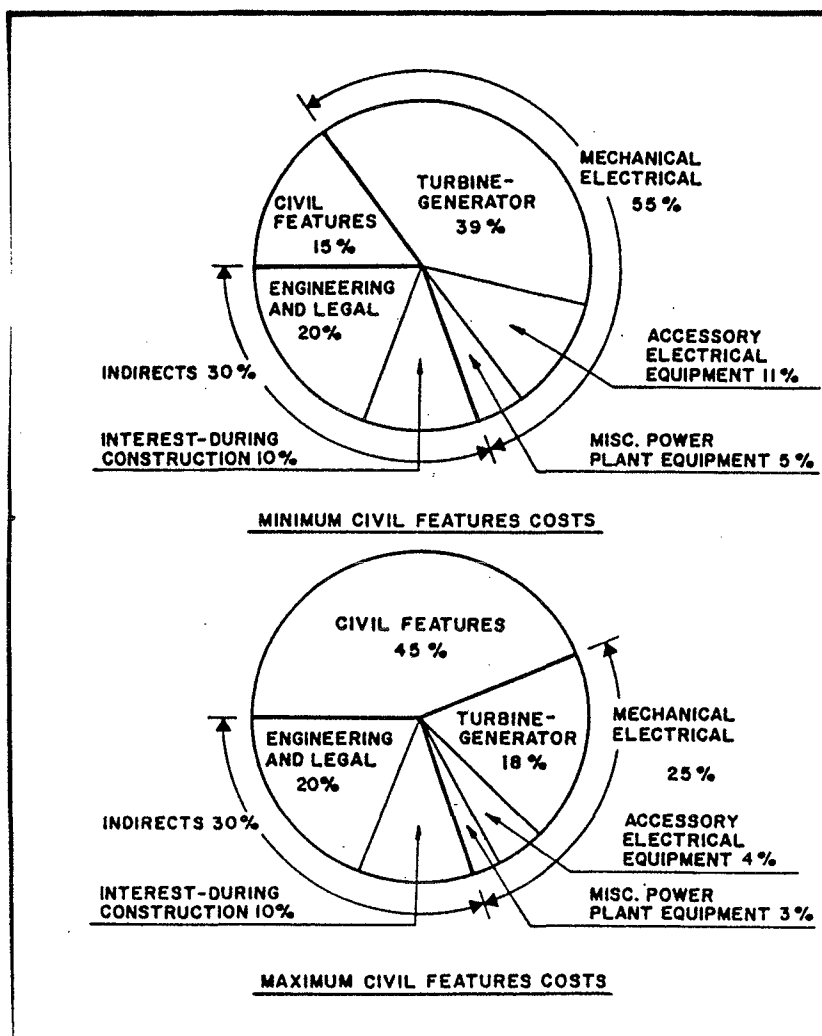 MECHANICAL
ELECTRICAL
55%
TURBINE-
GENERATOR
39%
CIVIL
FEATURES
15%
ENGINEERING
AND LEGAL
20%
ACCESSORY
ELECTRICAL
EQUIPMENT 11%
INDIRECTS 30%
INTEREST-DURING
CONSTRUCTION 10%
MISC. POWER
PLANT EQUIPMENT 5%
MINIMUM CIVIL FEATURES COSTS
CIVIL FEATURES
45%
TURBINE-
GENERATOR
18%
MECHANICAL
ELECTRICAL
25%
ENGINEERING
AND LEGAL
20%
INDIRECTS 30%
ACCESSORY
ELECTRICAL
EQUIPMENT 4%
INTEREST-DURING
CONSTRUCTION 10%
MISC. POWER
PLANT EQUIPMENT 3%
MAXIMUM CIVIL FEATURES COSTS